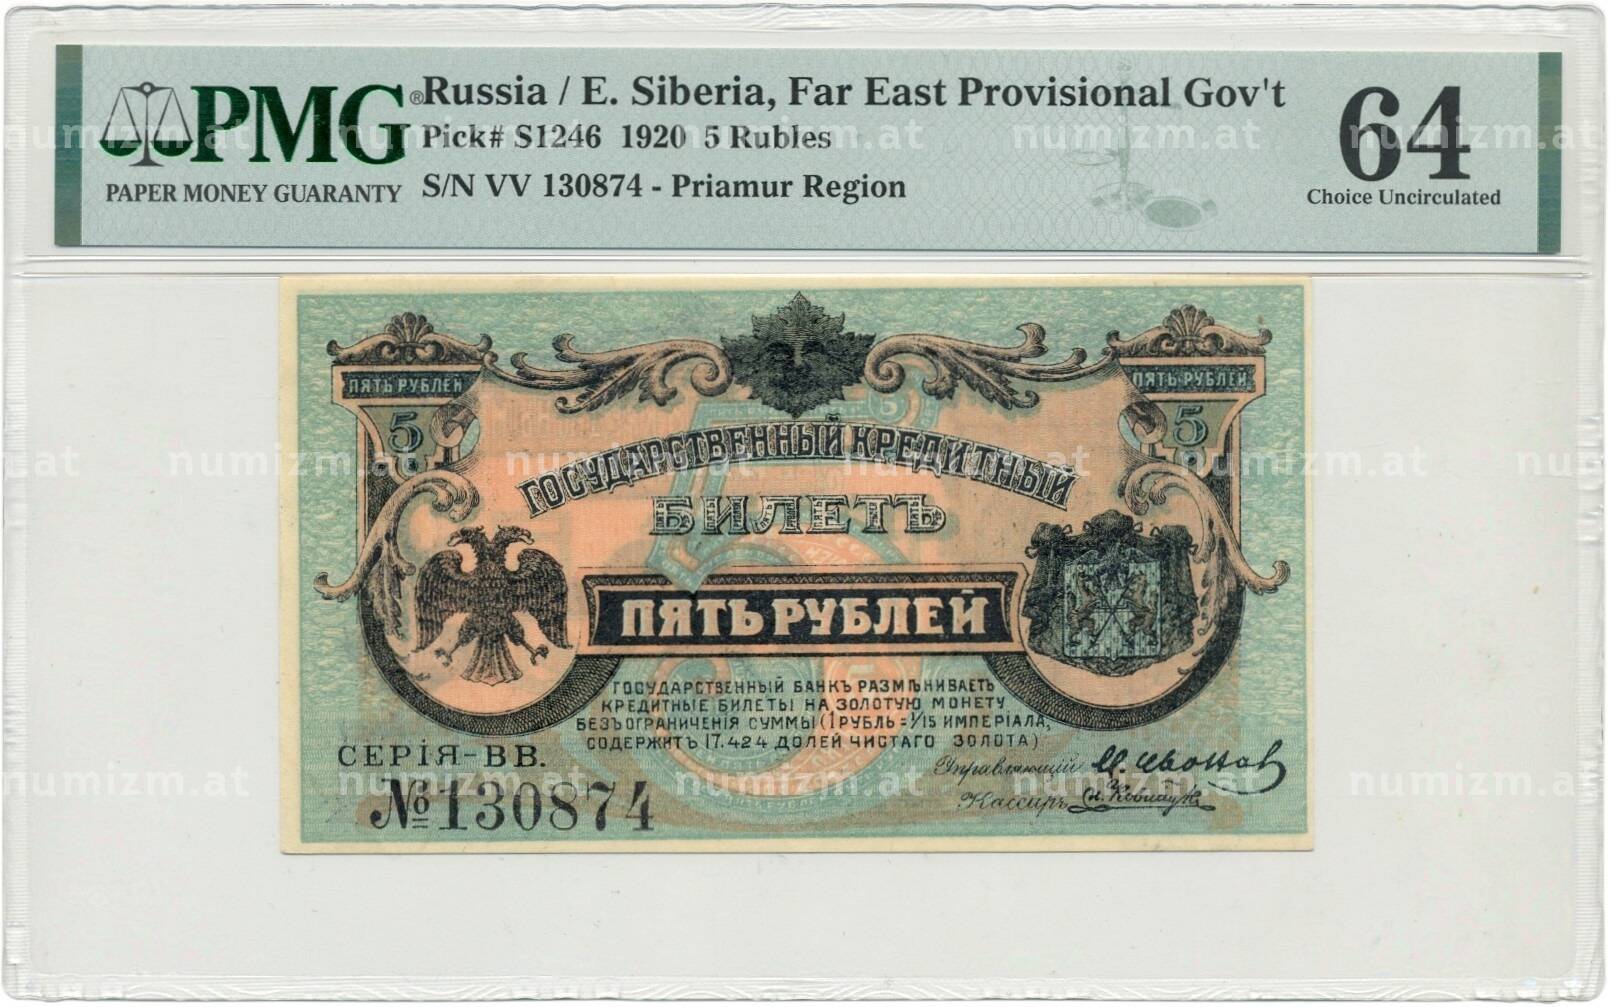 PMG®
PAPER MONEY GUARANTY
Russia / E. Siberia, Far East Provisional Gov't
Pick# S1246 1920 5 Rubles
S/N VV 130874 - Priamur Region
64
Choice Uncirculated
ПЯТЬ РУБЛЕЙ
5
ПЯТЬ РУБЛЕЙ
5
ГОСУДАРСТВЕННЫЙ КРЕДИТНЫЙ
БИЛЕТЪ
ПЯТЬ РУБЛЕЙ
ГОСУДАРСТВЕННЫЙ БАНКЪ РАЗМѢНИВАЕТЪ
КРЕДИТНЫЕ БИЛЕТЫ НА ЗОЛОТУЮ МОНЕТУ
БЕЗЪ ОГРАНИЧЕНІЯ СУММЫ (1 РУБЛЬ = 1/15 ИМПЕРІАЛА,
СОДЕРЖИТЪ 17.424 ДОЛЕЙ ЧИСТАГО ЗОЛОТА)
СЕРІЯ-ВВ.
№130874
Управляющій
Кассиръ
numizm.at